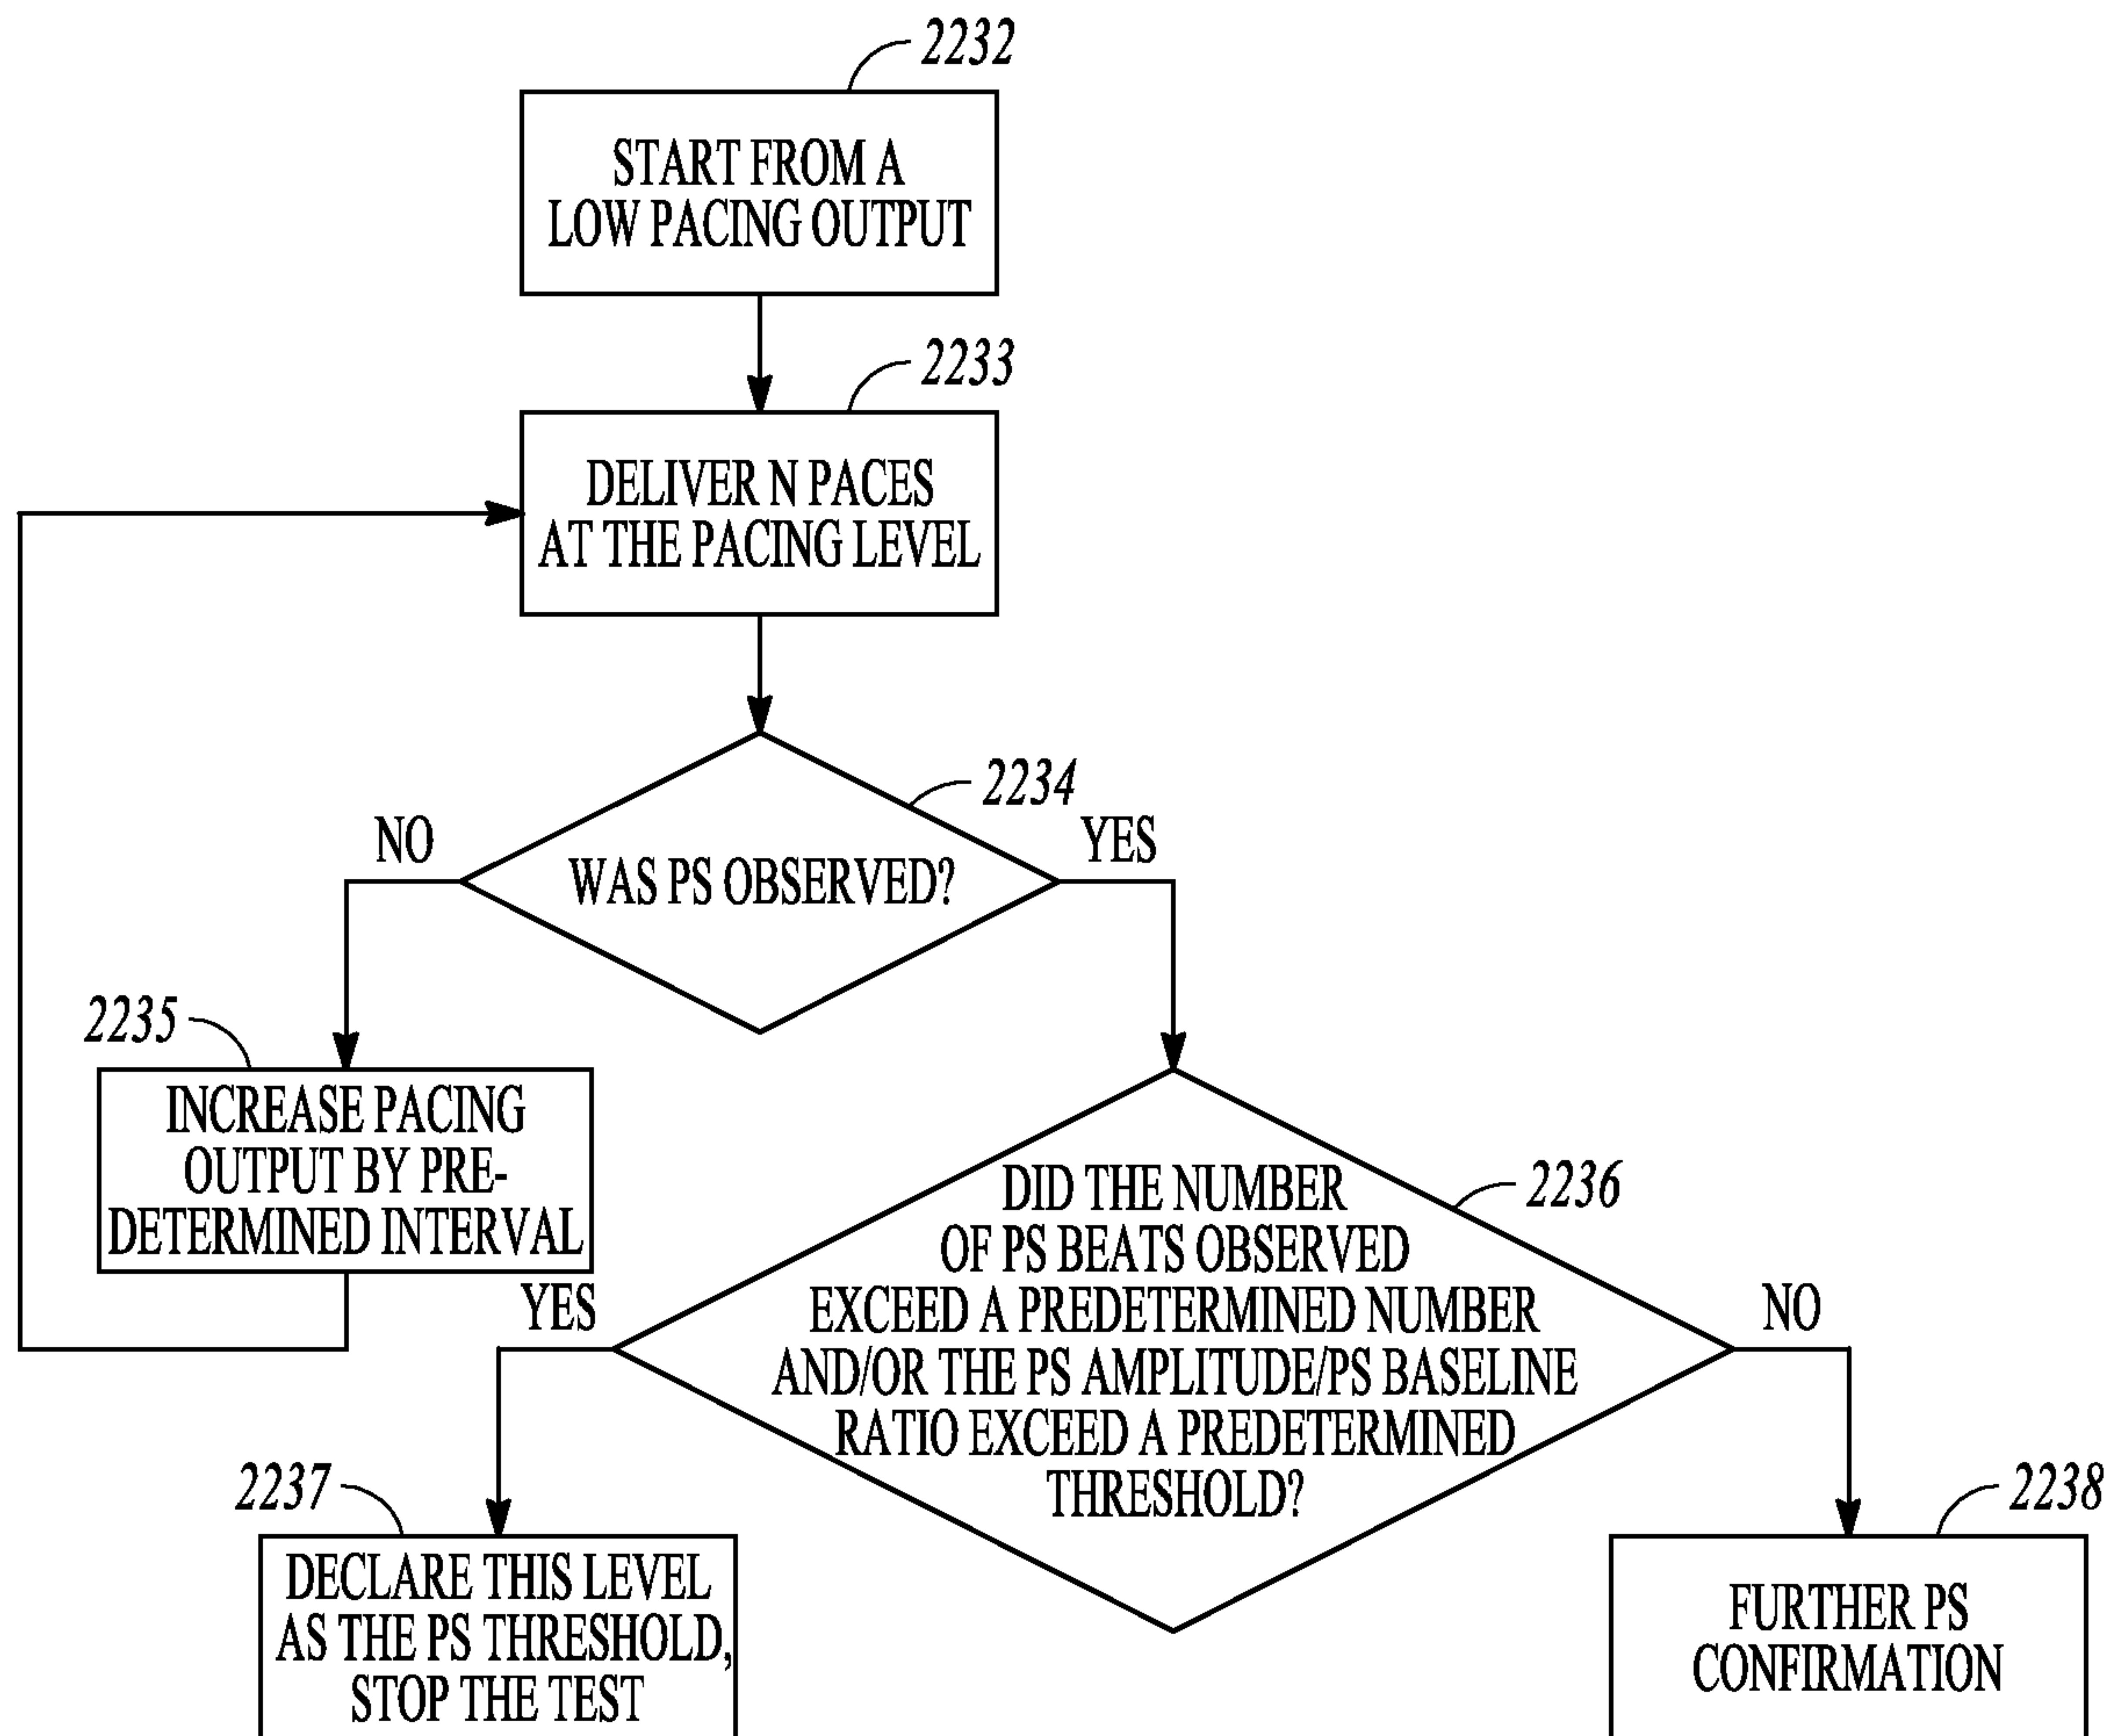 2232
START FROM A
LOW PACING OUTPUT
2233
DELIVER N PACES
AT THE PACING LEVEL
2234
NO
YES
WAS PS OBSERVED?
2235
INCREASE PACING
OUTPUT BY PRE-
DETERMINED INTERVAL
2236
DID THE NUMBER
OF PS BEATS OBSERVED
EXCEED A PREDETERMINED NUMBER
AND/OR THE PS AMPLITUDE/PS BASELINE
RATIO EXCEED A PREDETERMINED
THRESHOLD?
YES
NO
2237
DECLARE THIS LEVEL
AS THE PS THRESHOLD,
STOP THE TEST
2238
FURTHER PS
CONFIRMATION